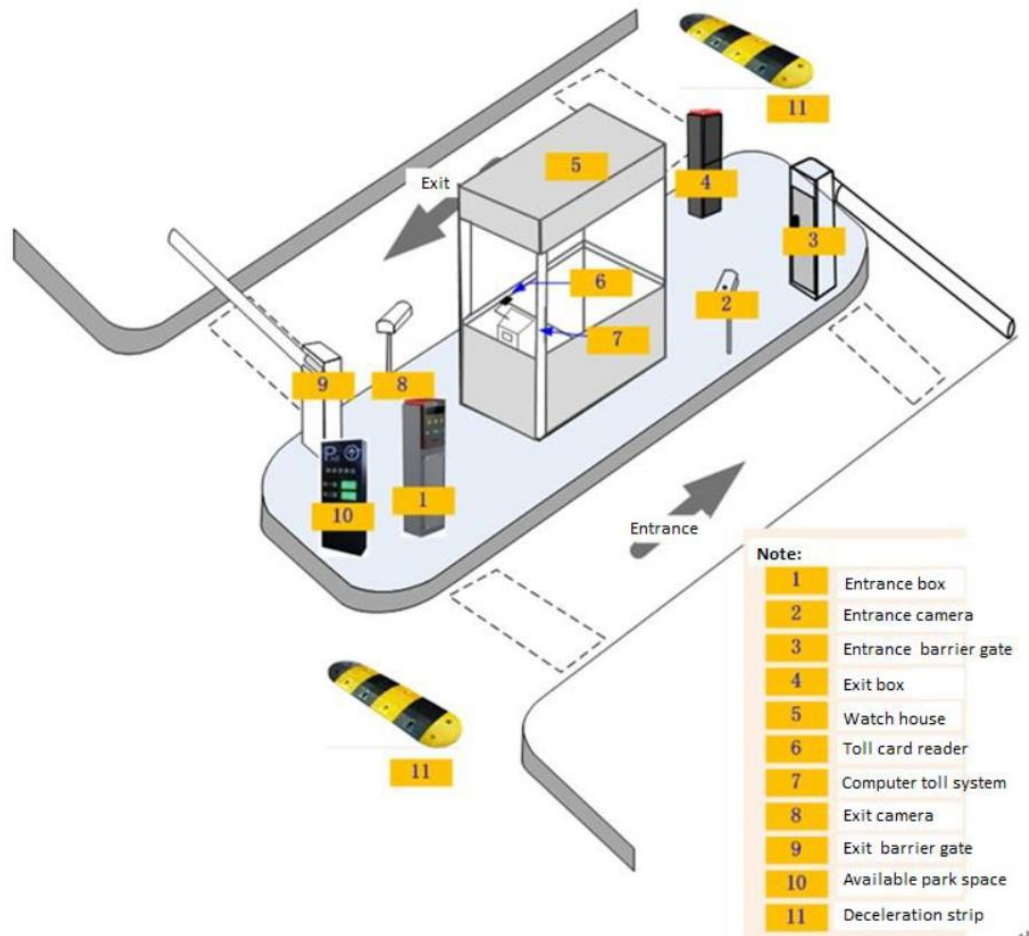 11
5
Exit
4
3
6
2
7
9
8
P
1
10
Entrance
Note:
1 Entrance box
2 Entrance camera
3 Entrance barrier gate
4 Exit box
5 Watch house
6 Toll card reader
7 Computer toll system
8 Exit camera
9 Exit barrier gate
10 Available park space
11 Deceleration strip
11